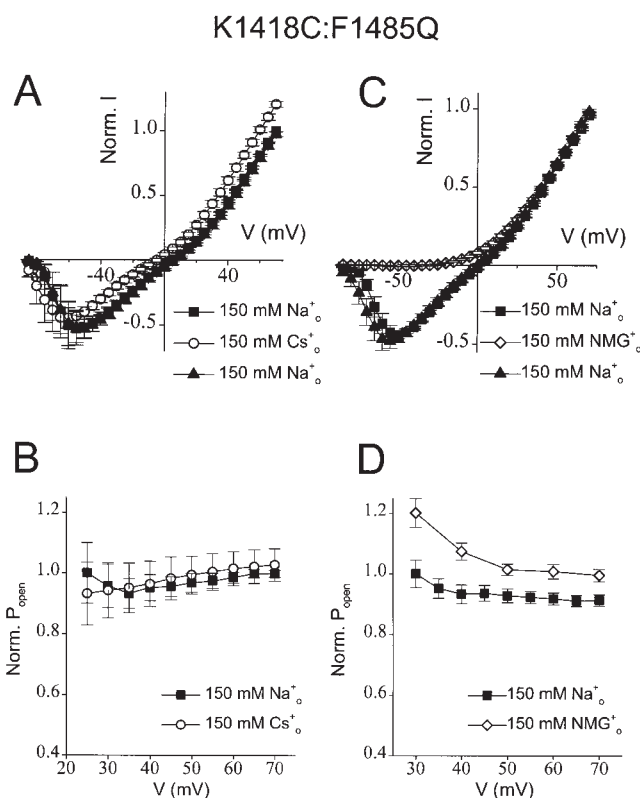 K1418C:F1485Q
A
Norm. I
1.0
0.5
V (mV)
-40
40
-0.5
150 mM Na⁺ₒ
150 mM Cs⁺ₒ
150 mM Na⁺ₒ
C
Norm. I
1.0
0.5
V (mV)
-50
50
-0.5
150 mM Na⁺ₒ
150 mM NMG⁺ₒ
150 mM Na⁺ₒ
B
Norm. Popen
1.2
1.0
0.8
0.6
0.4
150 mM Na⁺ₒ
150 mM Cs⁺ₒ
20 30 40 50 60 70
V (mV)
D
Norm. Popen
1.2
1.0
0.8
0.6
0.4
150 mM Na⁺ₒ
150 mM NMG⁺ₒ
30 40 50 60 70
V (mV)